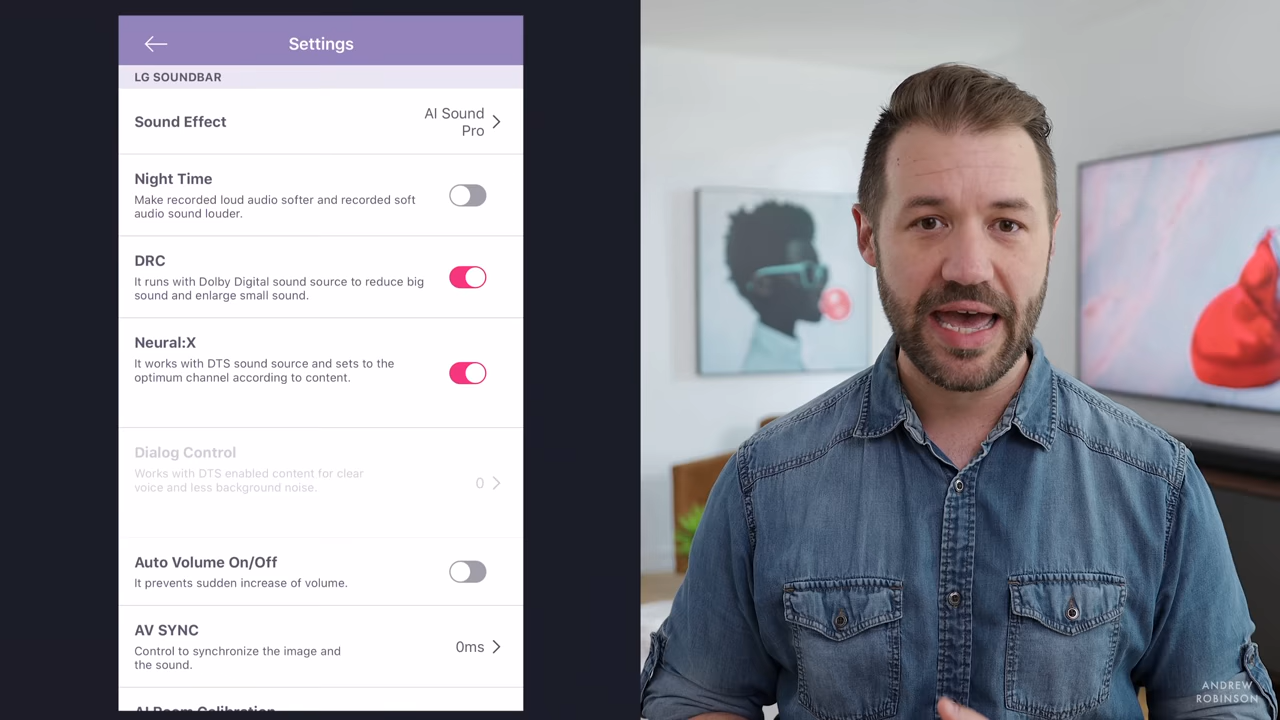 Settings
LG SOUNDBAR
Sound Effect
AI Sound
Pro
Night Time
Make recorded loud audio softer and recorded soft
audio sound louder.
DRC
It runs with Dolby Digital sound source to reduce big
sound and enlarge small sound.
Neural:X
It works with DTS sound source and sets to the
optimum channel according to content.
Dialog Control
Works with DTS enabled content for clear
voice and less background noise.
0
Auto Volume On/Off
It prevents sudden increase of volume.
AV SYNC
Control to synchronize the image and
the sound.
0ms
AI Room Calibration
ANDREW
ROBINSON